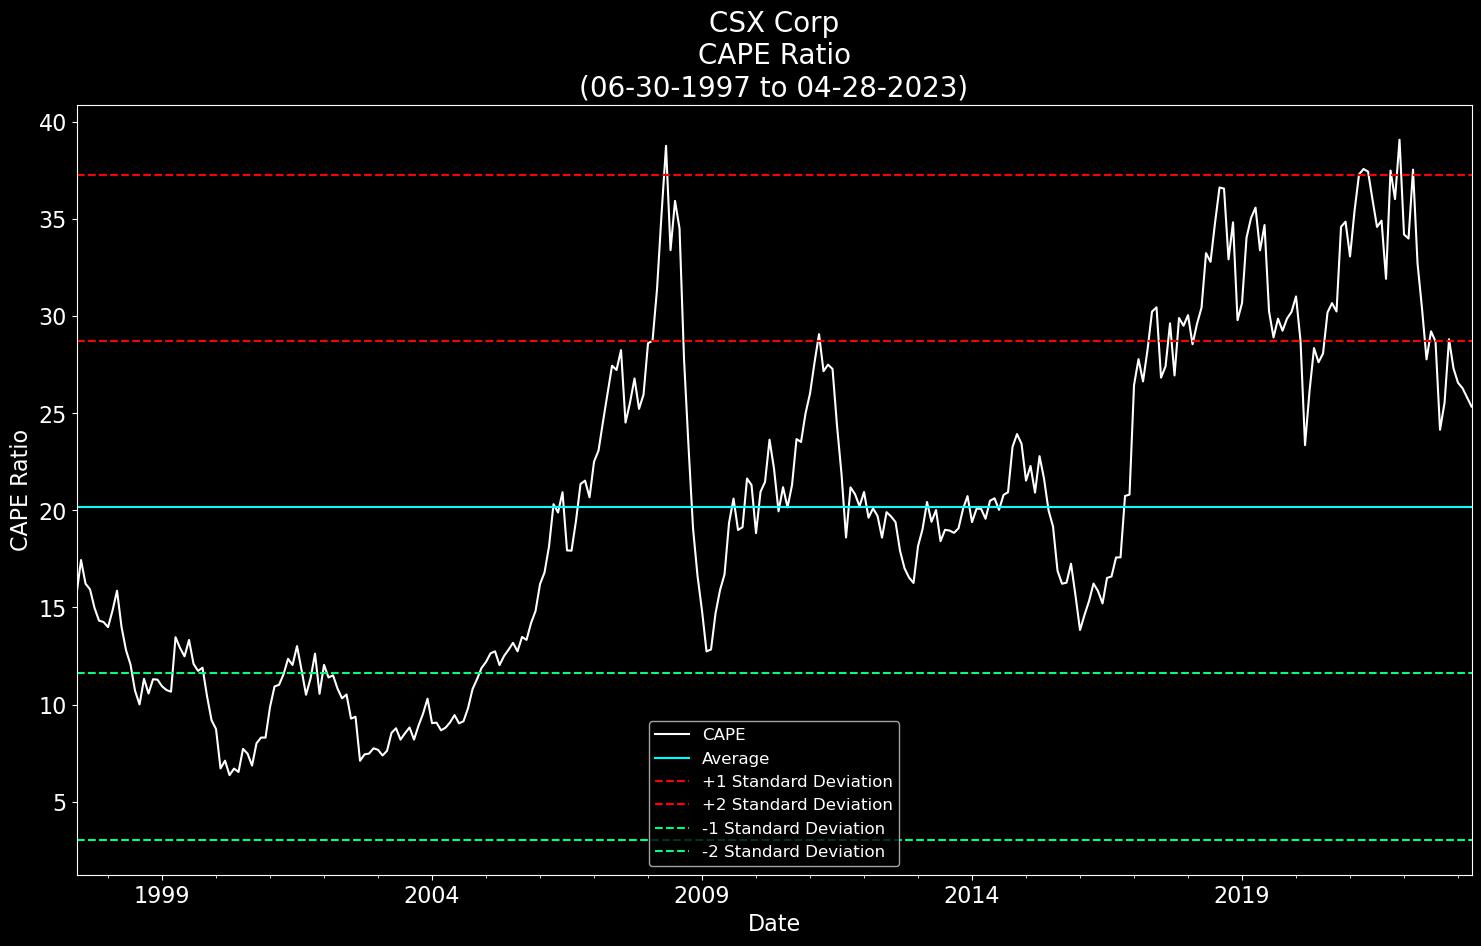 CSX Corp
CAPE Ratio
(06-30-1997 to 04-28-2023)
40
35
30
25
20
15
10
5
CAPE Ratio
CAPE
Average
+1 Standard Deviation
+2 Standard Deviation
-1 Standard Deviation
-2 Standard Deviation
1999 2004 2009 2014 2019
Date